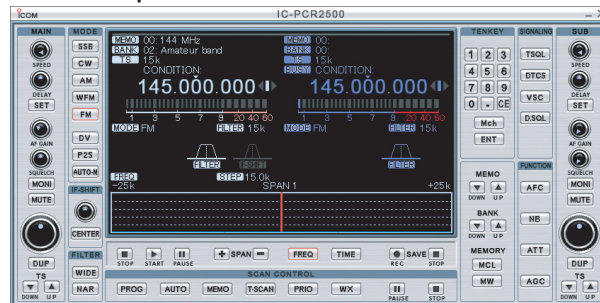 ICOM IC-PCR2500
MAIN MODE TENKEY SIGNALING SUB
MEMO 00: 144 MHz MEMO 00:
BANK 02: Amateur band BANK 00:
TS 15k TS 15k
CONDITION: BUSY CONDITION:
145.000.000 145.000.000
1 3 5 7 9 20 40 60 1 3 5 7 9 20 40 60
MODE FM FILTER 15k MODE FM FILTER 15k
FILTER IF-SHIFT FILTER
FREQ STEP 15.0k
-25k SPAN 1 +25k
SPEED
DELAY
SET
AF GAIN
SQUELCH
MONI
MUTE
DUP
TS
DOWN UP
SSB
CW
AM
WFM
FM
DV
P25
AUTO-M
IF-SHIFT
CENTER
FILTER
WIDE
NAR
STOP START PAUSE + SPAN - FREQ TIME REC SAVE STOP
SCAN CONTROL
PROG AUTO MEMO T-SCAN PRIO WX PAUSE STOP
1 2 3
4 5 6
7 8 9
0 . CE
Mch
ENT
MEMO
DOWN UP
BANK
DOWN UP
MEMORY
MCL
MW
TSQL
DTCS
VSC
D.SQL
FUNCTION
AFC
NB
ATT
AGC
SPEED
DELAY
SET
AF GAIN
SQUELCH
MONI
MUTE
DUP
TS
DOWN UP